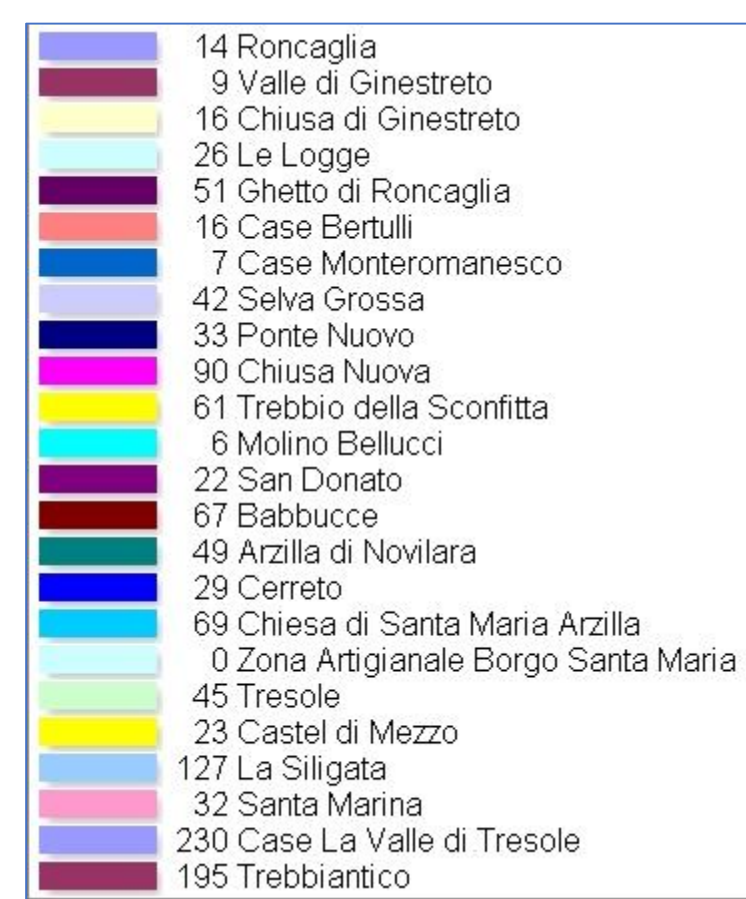 14 Roncaglia
9 Valle di Ginestreto
16 Chiusa di Ginestreto
26 Le Logge
51 Ghetto di Roncaglia
16 Case Bertulli
7 Case Monteromanesco
42 Selva Grossa
33 Ponte Nuovo
90 Chiusa Nuova
61 Trebbio della Sconfitta
6 Molino Bellucci
22 San Donato
67 Babbucce
49 Arzilla di Novilara
29 Cerreto
69 Chiesa di Santa Maria Arzilla
0 Zona Artigianale Borgo Santa Maria
45 Tresole
23 Castel di Mezzo
127 La Siligata
32 Santa Marina
230 Case La Valle di Tresole
195 Trebbiantico